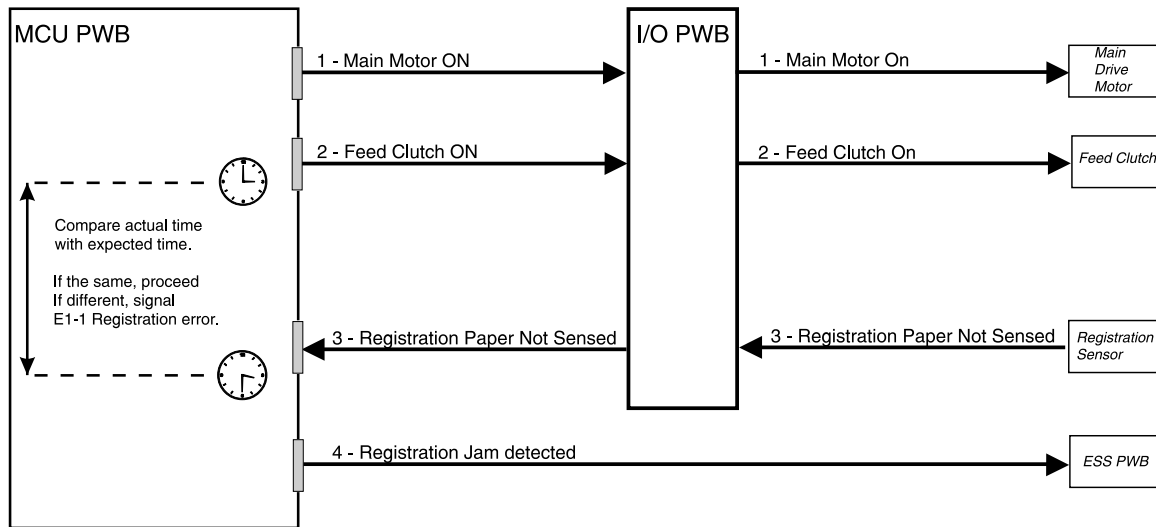 MCU PWB
I/O PWB
1 - Main Motor ON
1 - Main Motor On
Main
Drive
Motor
2 - Feed Clutch ON
2 - Feed Clutch On
Feed Clutch
Compare actual time
with expected time.
If the same, proceed
If different, signal
E1-1 Registration error.
3 - Registration Paper Not Sensed
3 - Registration Paper Not Sensed
Registration
Sensor
4 - Registration Jam detected
ESS PWB